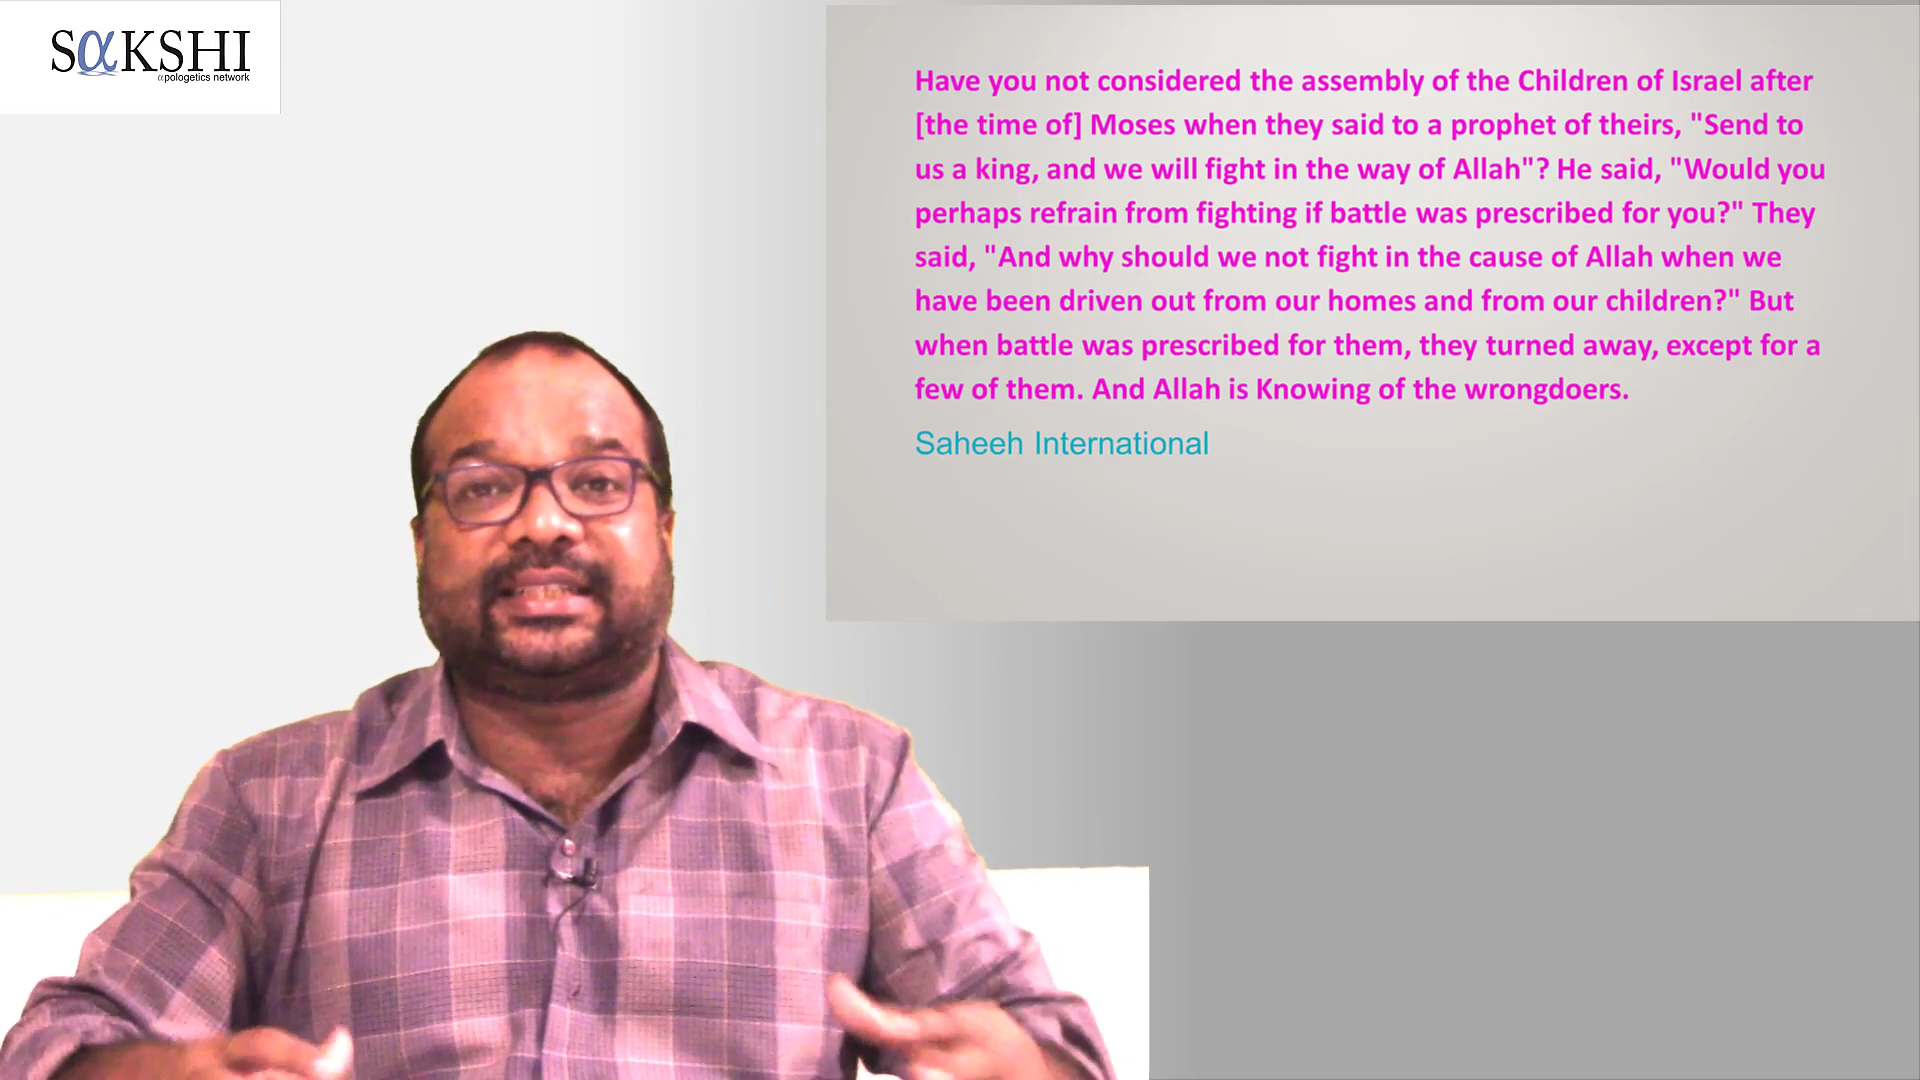 SαKSHI
αpologetics network
Have you not considered the assembly of the Children of Israel after
[the time of] Moses when they said to a prophet of theirs, "Send to
us a king, and we will fight in the way of Allah"? He said, "Would you
perhaps refrain from fighting if battle was prescribed for you?" They
said, "And why should we not fight in the cause of Allah when we
have been driven out from our homes and from our children?" But
when battle was prescribed for them, they turned away, except for a
few of them. And Allah is Knowing of the wrongdoers.
Saheeh International